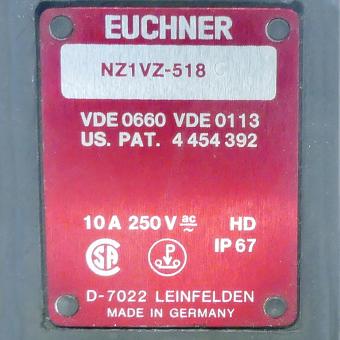 EUCHNER
NZ1VZ-518 C
VDE 0660 VDE 0113
US. PAT. 4 454 392
10 A 250 V ac ~ HD
IP 67
SA
P
D-7022 LEINFELDEN
MADE IN GERMANY